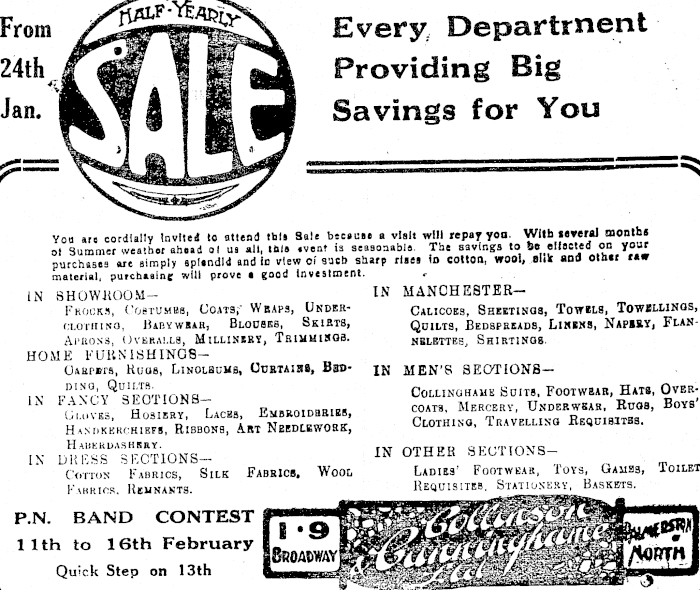 From
24th
Jan.
HALF-YEARLY
SALE
Every Department
Providing Big
Savings for You
You are cordially invited to attend this Sale because a visit will repay you. With several months
of Summer weather ahead of us all, this event is seasonable. The savings to be effected on your
purchases are simply splendid and in view of such sharp rises in cotton, wool, silk and other raw
material, purchasing will prove a good investment.
IN SHOWROOM—
FROCKS, COSTUMES, COATS, WRAPS, UNDER-
CLOTHING, BABYWEAR, BLOUSES, SKIRTS,
APRONS, OVERALLS, MILLINERY, TRIMMINGS.
HOME FURNISHINGS—
CARPETS, RUGS, LINOLEUMS, CURTAINS, BED-
DING, QUILTS.
IN FANCY SECTIONS—
GLOVES, HOSIERY, LACES, EMBROIDERIES,
HANDKERCHIEFS, RIBBONS, ART NEEDLEWORK,
HABERDASHERY.
IN DRESS SECTIONS—
COTTON FABRICS, SILK FABRICS, WOOL
FABRICS, REMNANTS.
IN MANCHESTER—
CALICOES, SHEETINGS, TOWELS, TOWELLINGS,
QUILTS, BEDSPREADS, LINENS, NAPERY, FLAN-
NELETTES, SHIRTINGS.
IN MEN'S SECTIONS—
COLLINGHAME SUITS, FOOTWEAR, HATS, OVER-
COATS, MERCERY, UNDERWEAR, RUGS, BOYS'
CLOTHING, TRAVELLING REQUISITES.
IN OTHER SECTIONS—
LADIES' FOOTWEAR, TOYS, GAMES, TOILET
REQUISITES, STATIONERY, BASKETS.
P.N. BAND CONTEST
11th to 16th February
Quick Step on 13th
1·9
BROADWAY
Collinson
& Cunninghame
Ltd
PALMERSTON
NORTH